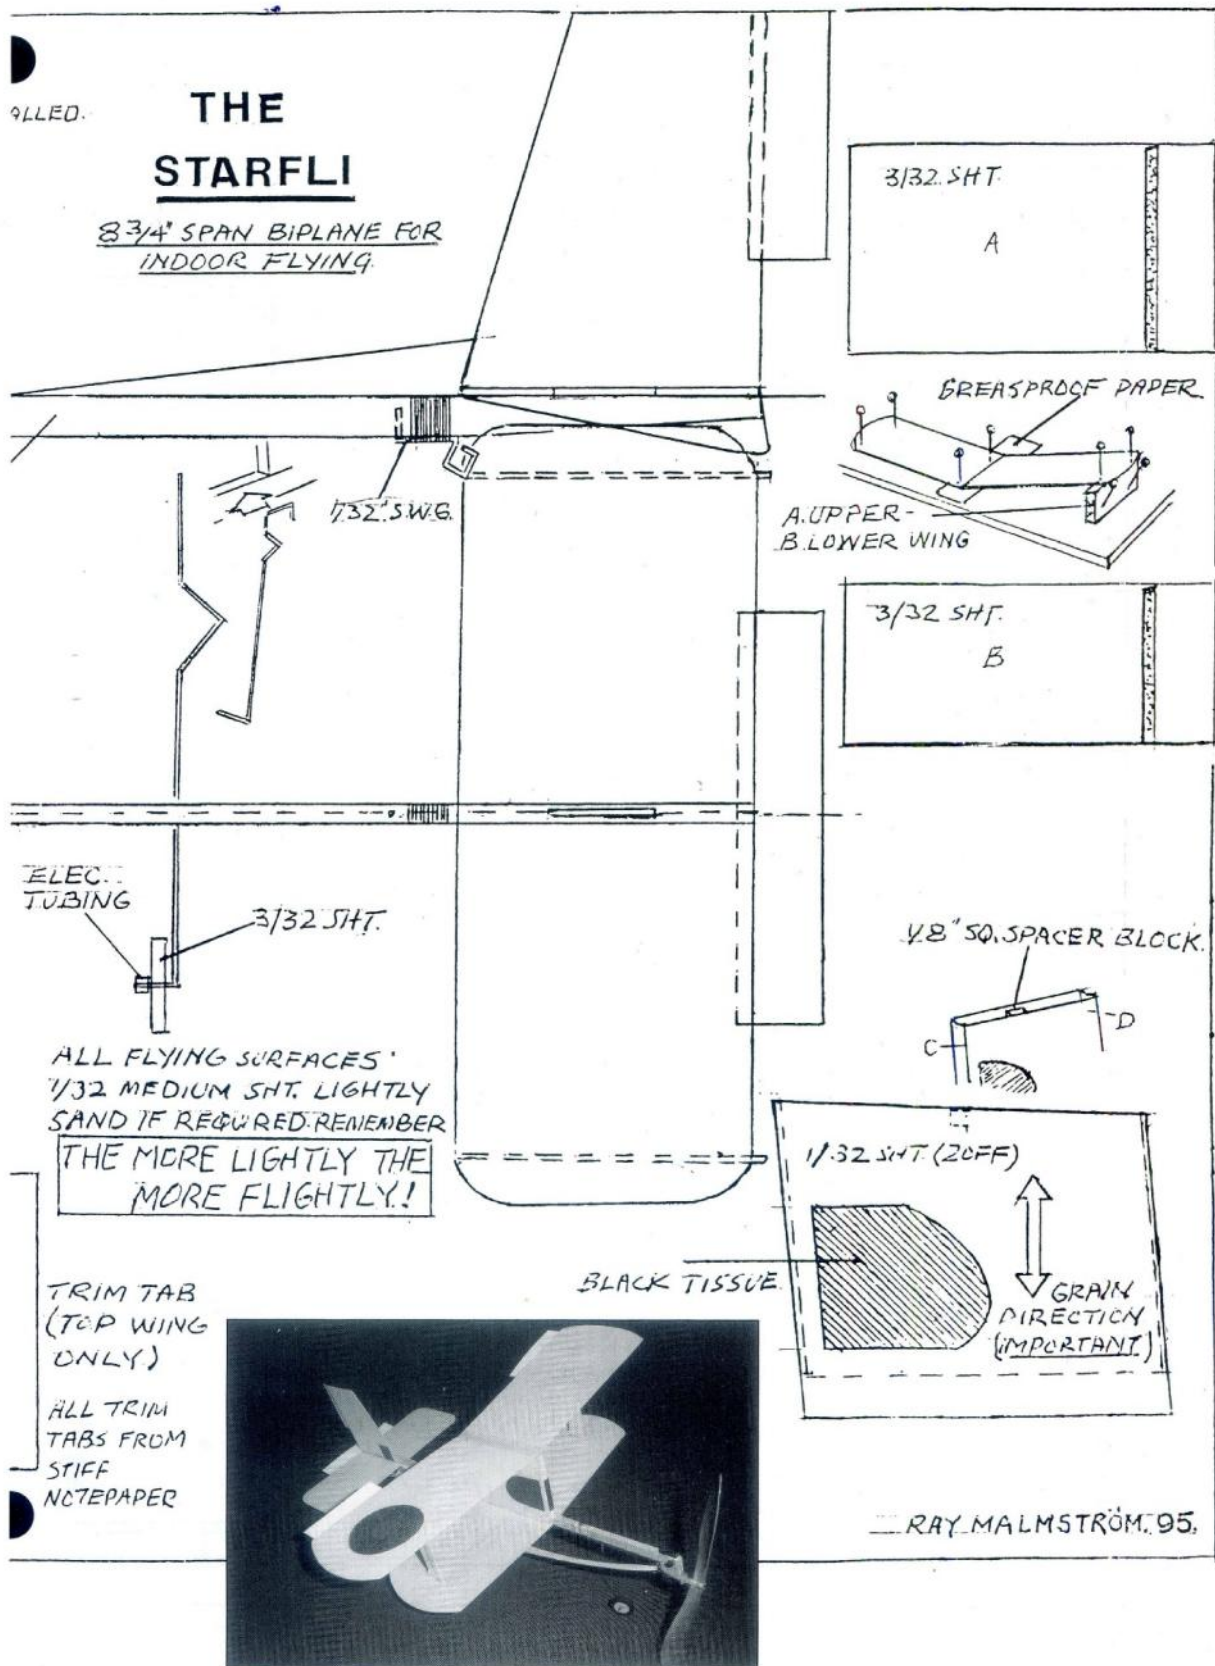 ALLED.
THE
STARFLI
8 3/4" SPAN BIPLANE FOR
INDOOR FLYING.
3/32 SHT.
A
GREASPROOF PAPER.
1/32" S.W.G.
A. UPPER-
B. LOWER WING
3/32 SHT.
B
ELEC.
TUBING
3/32 SHT.
1/8" SQ. SPACER BLOCK.
C
D
ALL FLYING SURFACES
1/32 MEDIUM SHT. LIGHTLY
SAND IF REQUIRED. REMEMBER
THE MORE LIGHTLY THE
MORE FLIGHTLY!
1/32 SHT. (2 OFF)
BLACK TISSUE.
GRAIN
DIRECTION
(IMPORTANT)
TRIM TAB
(TOP WING
ONLY)
ALL TRIM
TABS FROM
STIFF
NOTEPAPER
RAY MALMSTRÖM. 95.